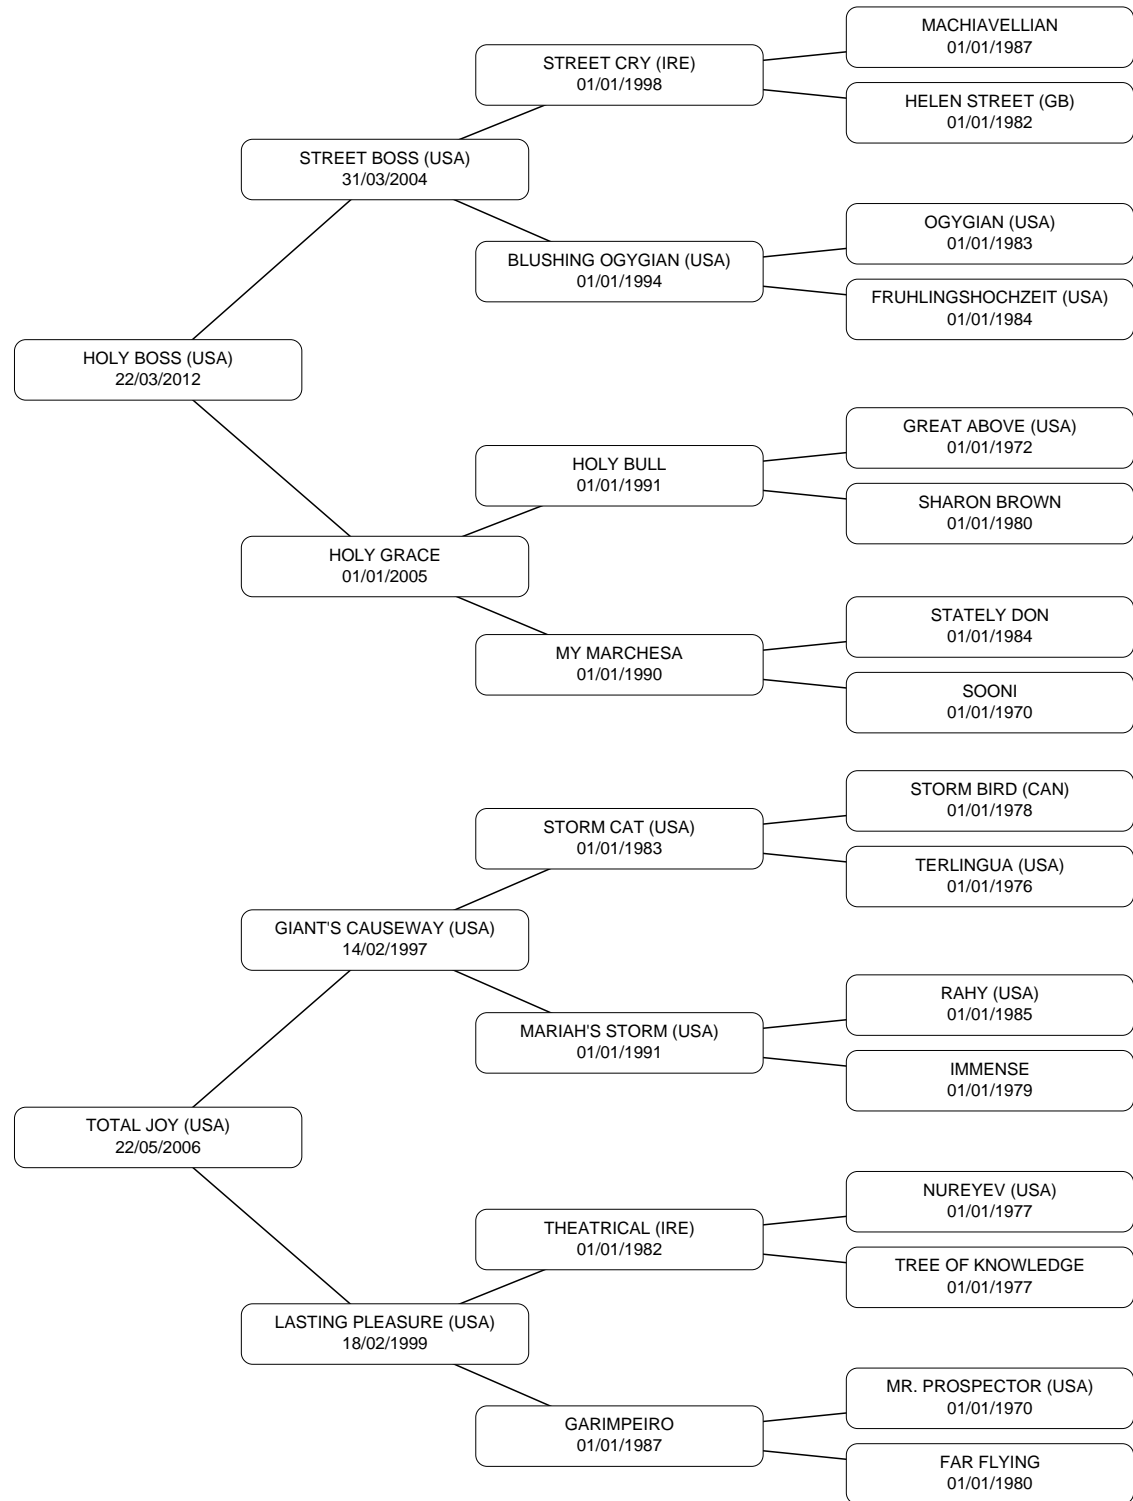 MACHIAVELLIAN
01/01/1987
STREET CRY (IRE)
01/01/1998
HELEN STREET (GB)
01/01/1982
STREET BOSS (USA)
31/03/2004
OGYGIAN (USA)
01/01/1983
BLUSHING OGYGIAN (USA)
01/01/1994
FRUHLINGSHOCHZEIT (USA)
01/01/1984
HOLY BOSS (USA)
22/03/2012
GREAT ABOVE (USA)
01/01/1972
HOLY BULL
01/01/1991
SHARON BROWN
01/01/1980
HOLY GRACE
01/01/2005
STATELY DON
01/01/1984
MY MARCHESA
01/01/1990
SOONI
01/01/1970
STORM BIRD (CAN)
01/01/1978
STORM CAT (USA)
01/01/1983
TERLINGUA (USA)
01/01/1976
GIANT'S CAUSEWAY (USA)
14/02/1997
RAHY (USA)
01/01/1985
MARIAH'S STORM (USA)
01/01/1991
IMMENSE
01/01/1979
TOTAL JOY (USA)
22/05/2006
NUREYEV (USA)
01/01/1977
THEATRICAL (IRE)
01/01/1982
TREE OF KNOWLEDGE
01/01/1977
LASTING PLEASURE (USA)
18/02/1999
MR. PROSPECTOR (USA)
01/01/1970
GARIMPEIRO
01/01/1987
FAR FLYING
01/01/1980